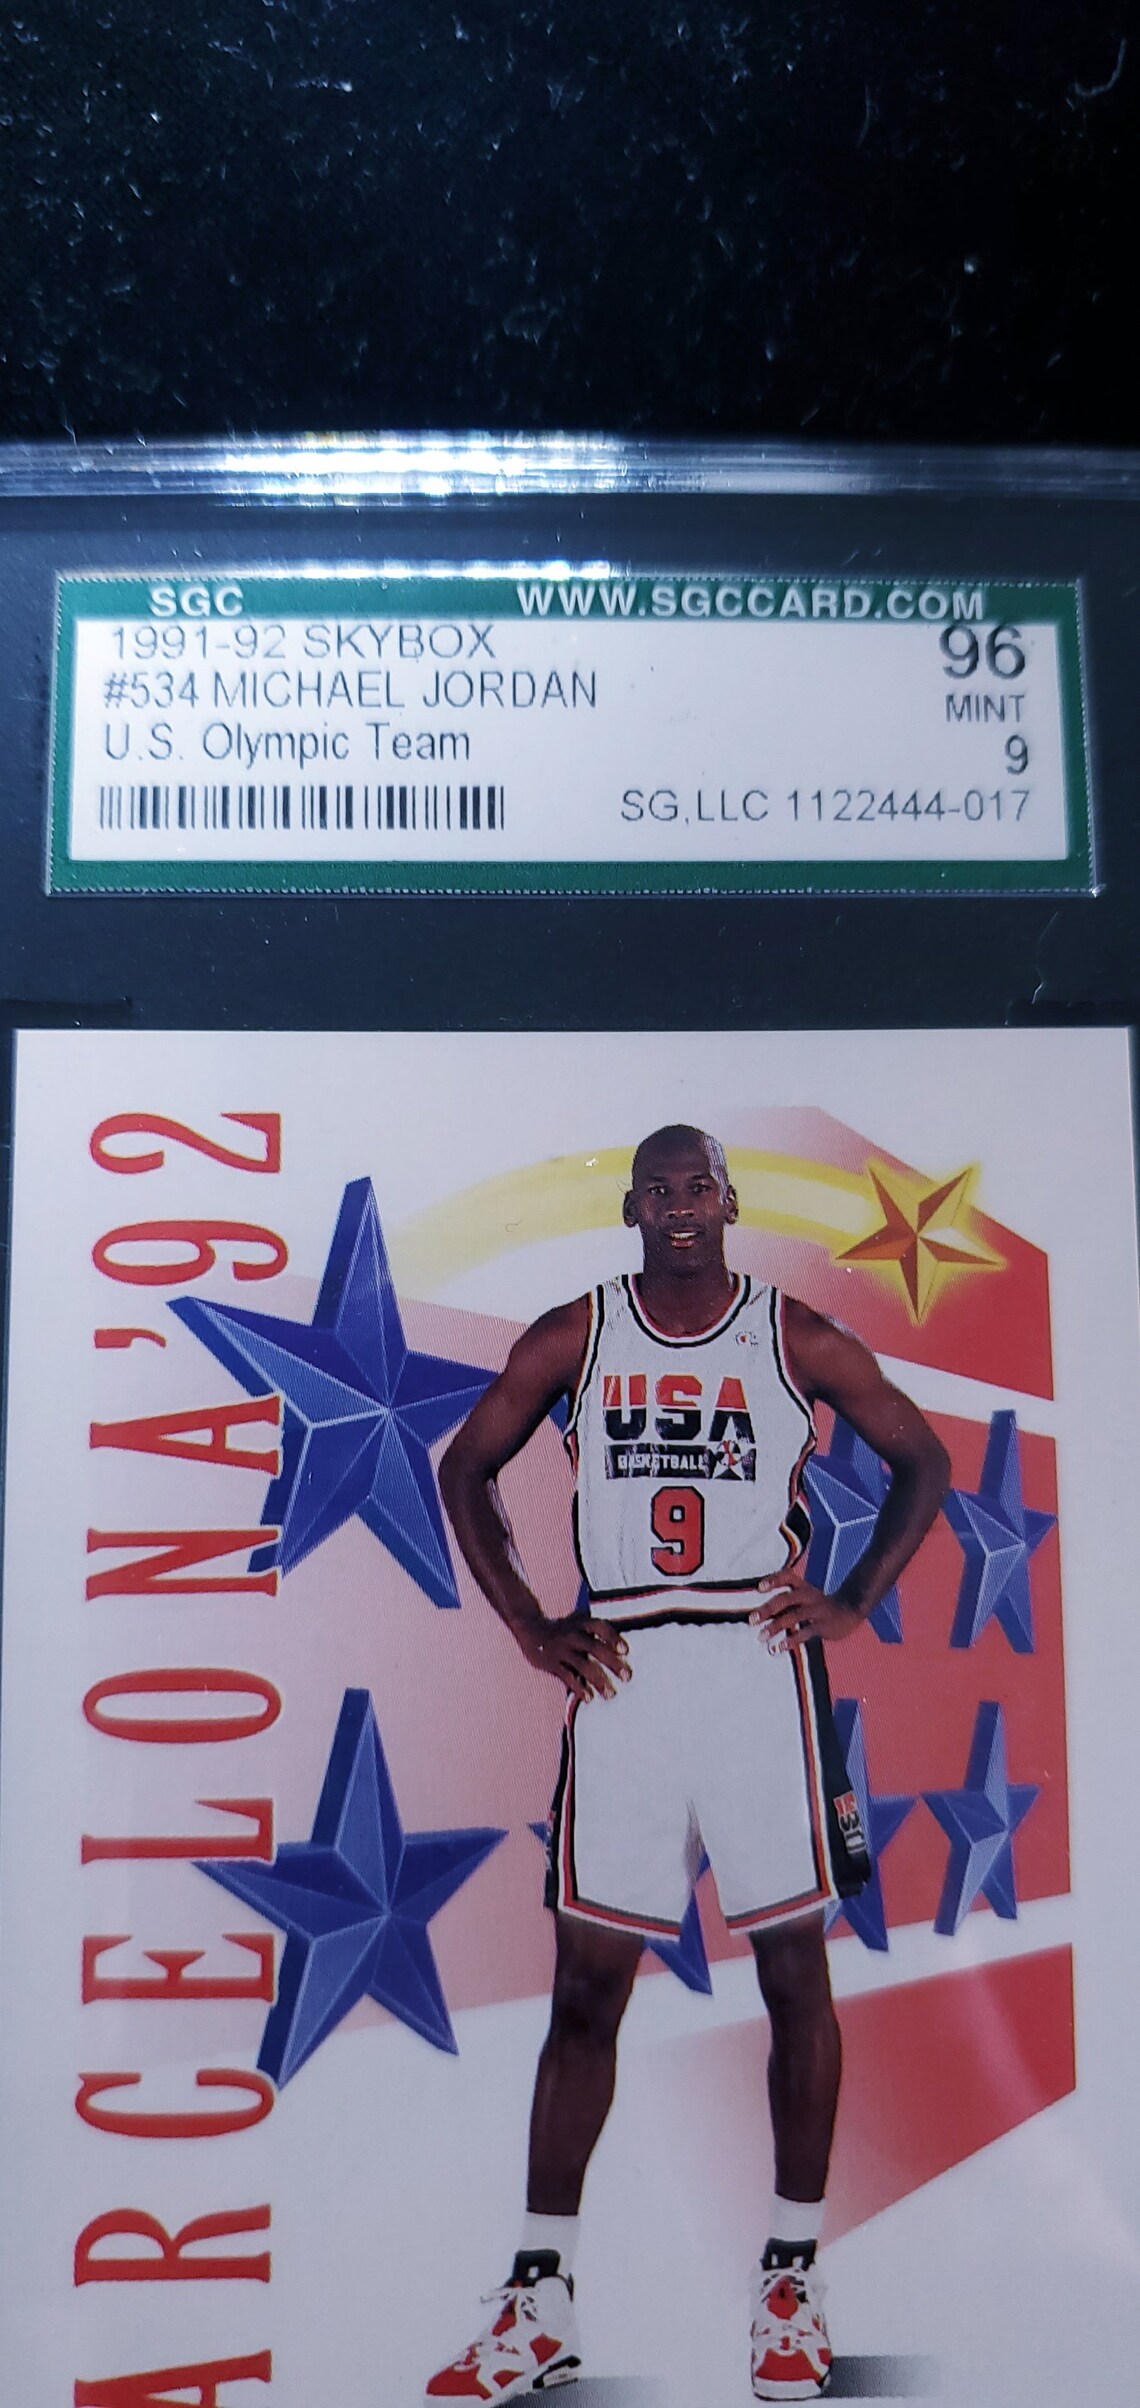 SGC WWW.SGCCARD.COM
1991-92 SKYBOX 96
#534 MICHAEL JORDAN MINT
U.S. Olympic Team 9
SG,LLC 1122444-017
ARCELONA'92
USA
BASKETBALL
9
USA